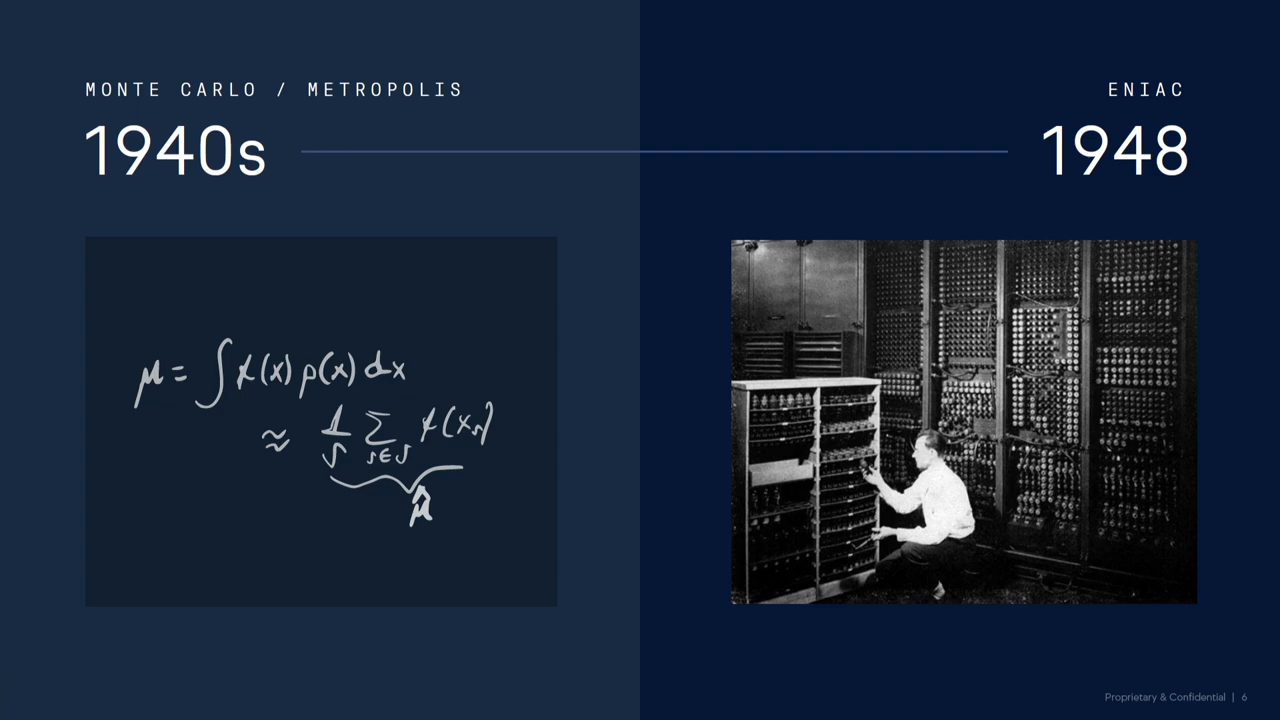 MONTE CARLO / METROPOLIS
1940s
ENIAC
1948
μ = ∫ f(x) p(x) dx
≈ 1/S ∑ s∈S f(xₛ)
μ̂
Proprietary & Confidential | 6